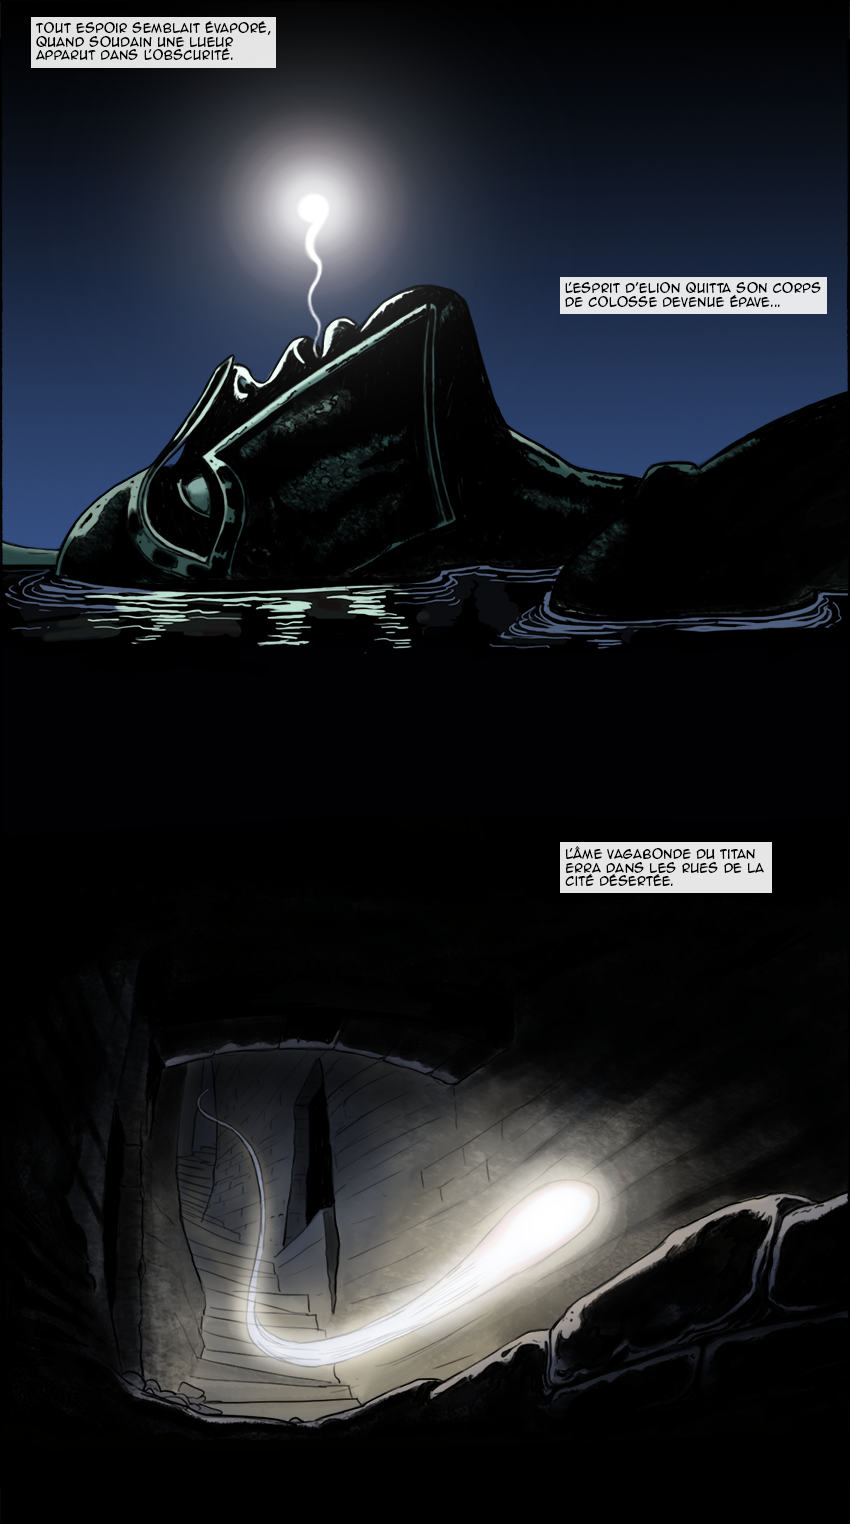 TOUT ESPOIR SEMBLAIT ÉVAPORÉ,
QUAND SOUDAIN UNE LUEUR
APPARUT DANS L'OBSCURITÉ.
L'ESPRIT D'ELION QUITTA SON CORPS
DE COLOSSE DEVENUE ÉPAVE...
L'ÂME VAGABONDE DU TITAN
ERRA DANS LES RUES DE LA
CITÉ DÉSERTÉE.